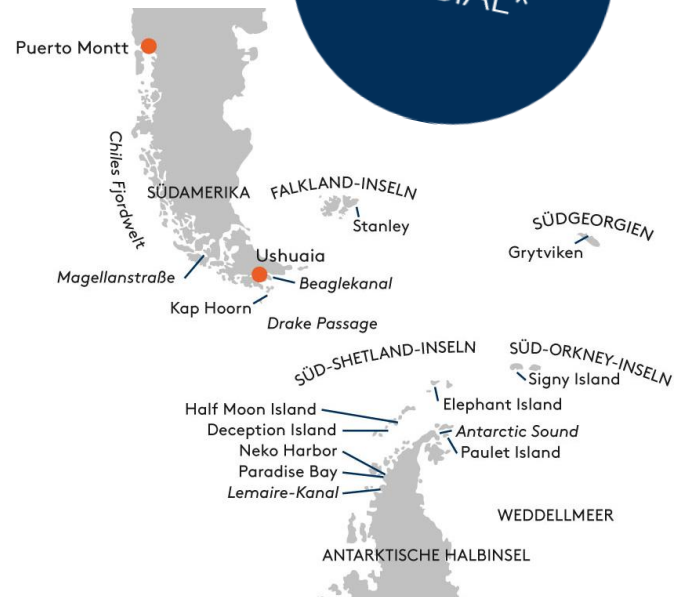 Puerto Montt
Chiles Fjordwelt
SÜDAMERIKA
FALKLAND-INSELN
Stanley
SÜDGEORGIEN
Grytviken
Ushuaia
Magellanstraße
Beaglekanal
Kap Hoorn
Drake Passage
SÜD-SHETLAND-INSELN
SÜD-ORKNEY-INSELN
Signy Island
Half Moon Island
Elephant Island
Deception Island
Antarctic Sound
Neko Harbor
Paulet Island
Paradise Bay
Lemaire-Kanal
WEDDELLMEER
ANTARKTISCHE HALBINSEL